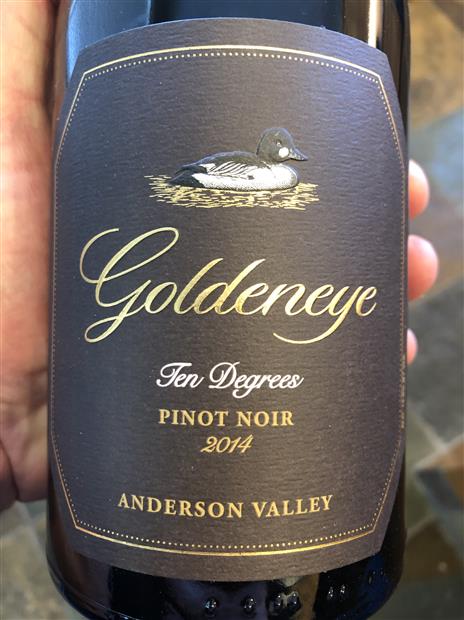 Goldeneye
Ten Degrees
PINOT NOIR
2014
ANDERSON VALLEY